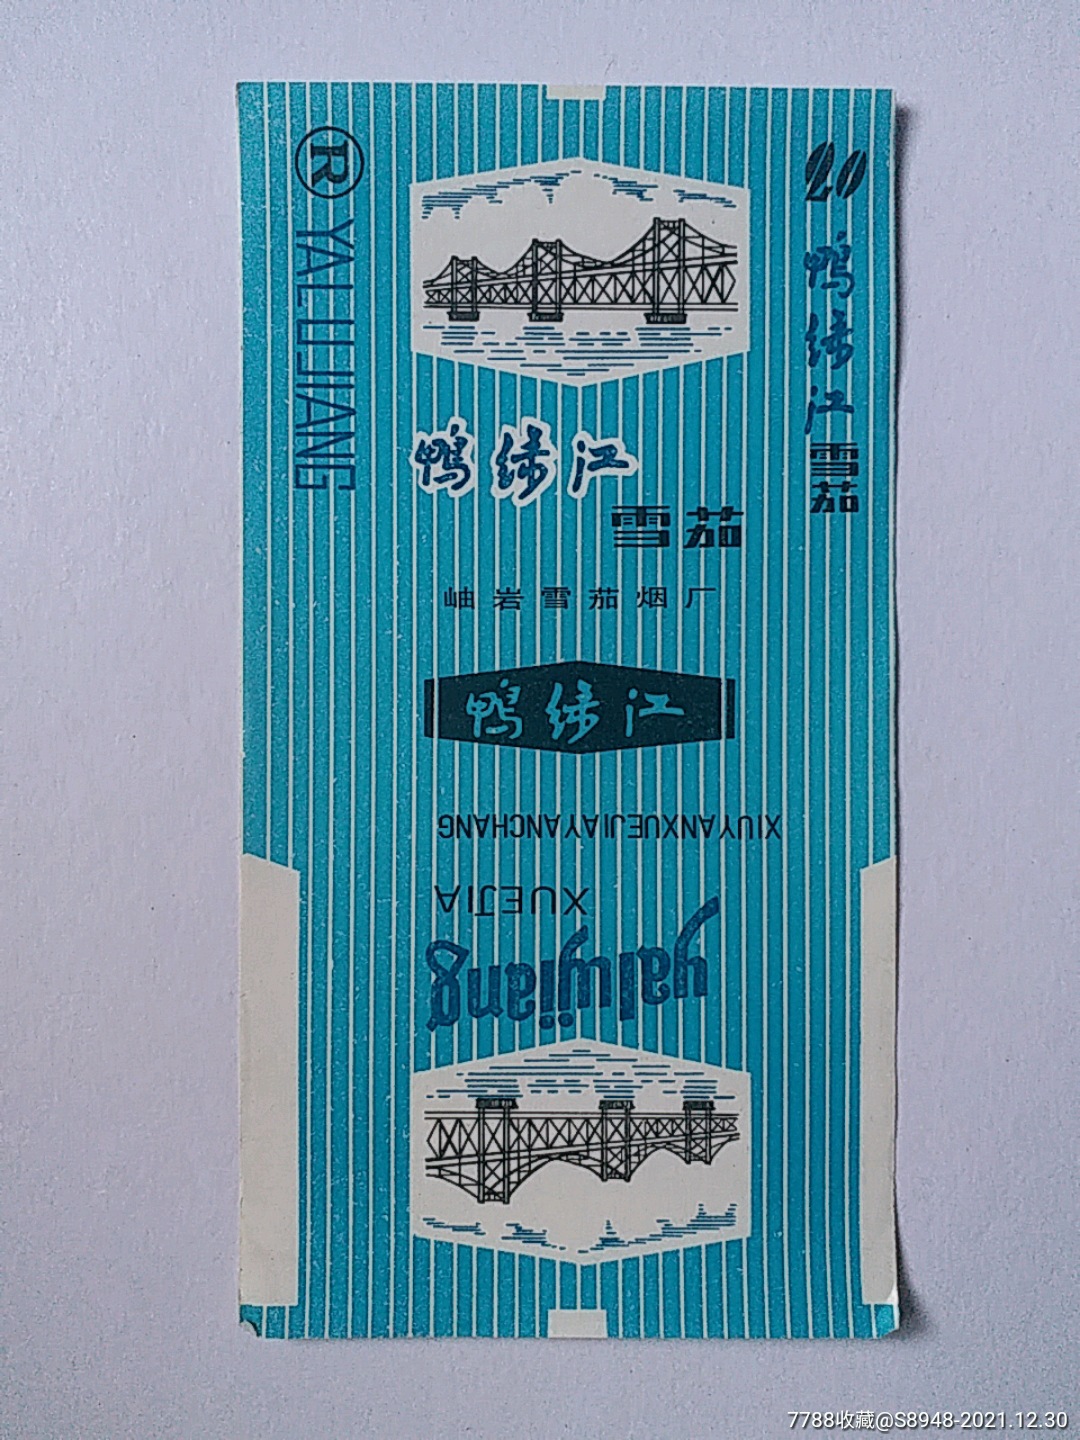 ® YALUJIANG
20
鸭绿江
雪茄
鸭绿江
雪茄
岫岩雪茄烟厂
鸭绿江
XIUYANXUEJIAYANCHANG
XUEJIA
yalujiang
7788收藏@S8948-2021.12.30